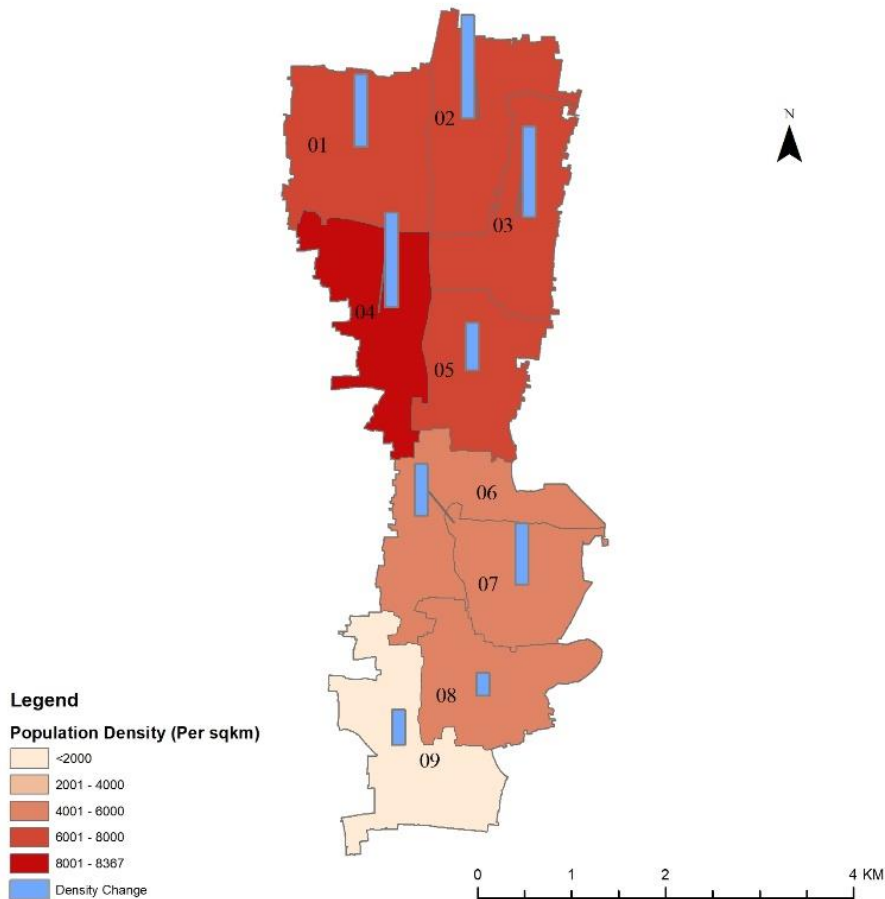 N
01
02
03
04
05
06
07
08
09
Legend
Population Density (Per sqkm)
<2000
2001 - 4000
4001 - 6000
6001 - 8000
8001 - 8367
Density Change
0 1 2 4 KM